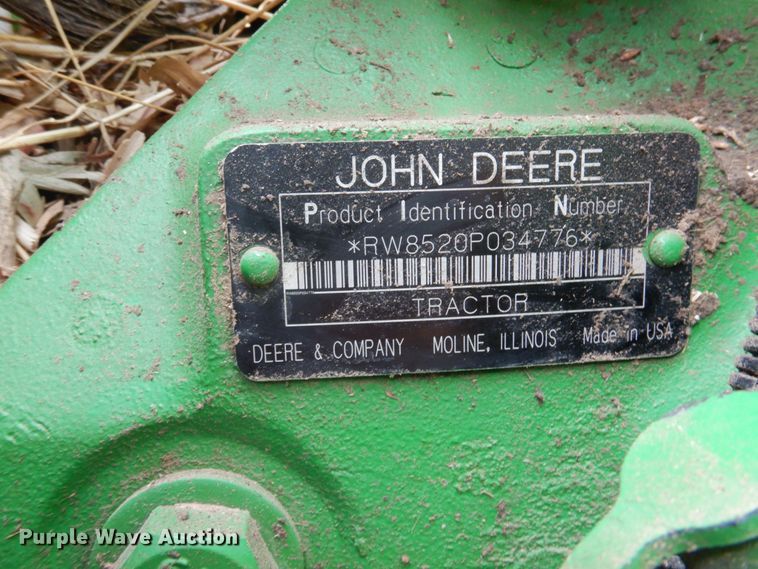 JOHN DEERE
Product Identification Number
*RW8520P034776*
TRACTOR
DEERE & COMPANY MOLINE, ILLINOIS Made in USA
Purple Wave Auction